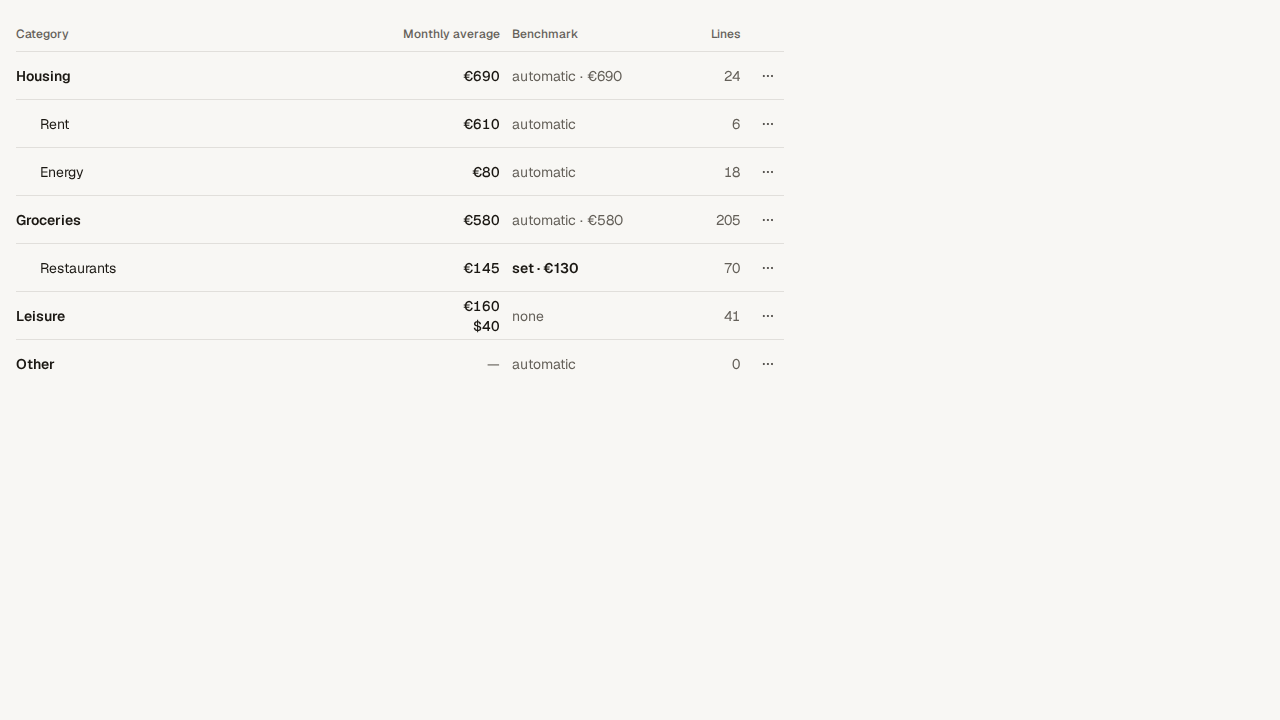 Category Monthly average Benchmark Lines
Housing €690 automatic · €690 24 ···
Rent €610 automatic 6 ···
Energy €80 automatic 18 ···
Groceries €580 automatic · €580 205 ···
Restaurants €145 set · €130 70 ···
Leisure €160 $40 none 41 ···
Other — automatic 0 ···